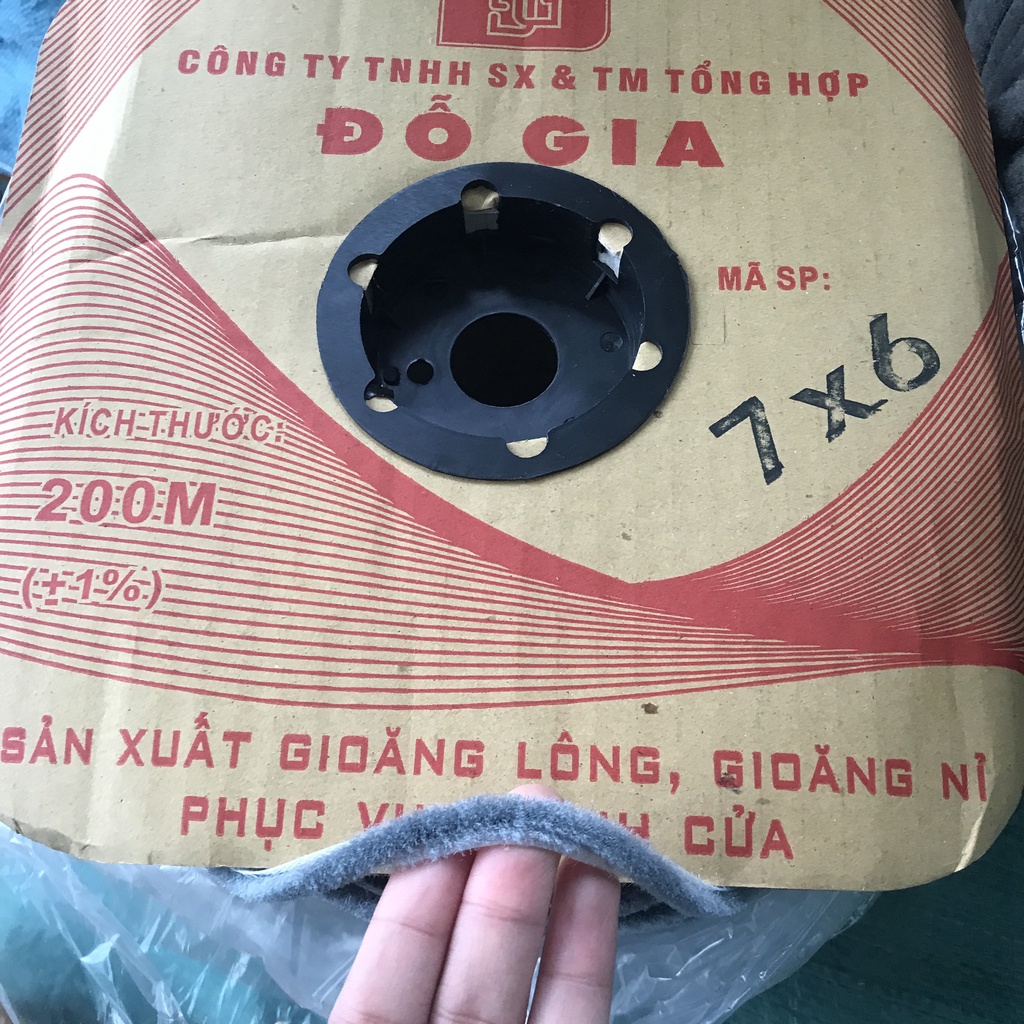 CÔNG TY TNHH SX & TM TỔNG HỢP
ĐỖ GIA
MÃ SP:
7x6
KÍCH THƯỚC:
200M
(±1%)
SẢN XUẤT GIOĂNG LÔNG, GIOĂNG NỈ
PHỤC CỬA